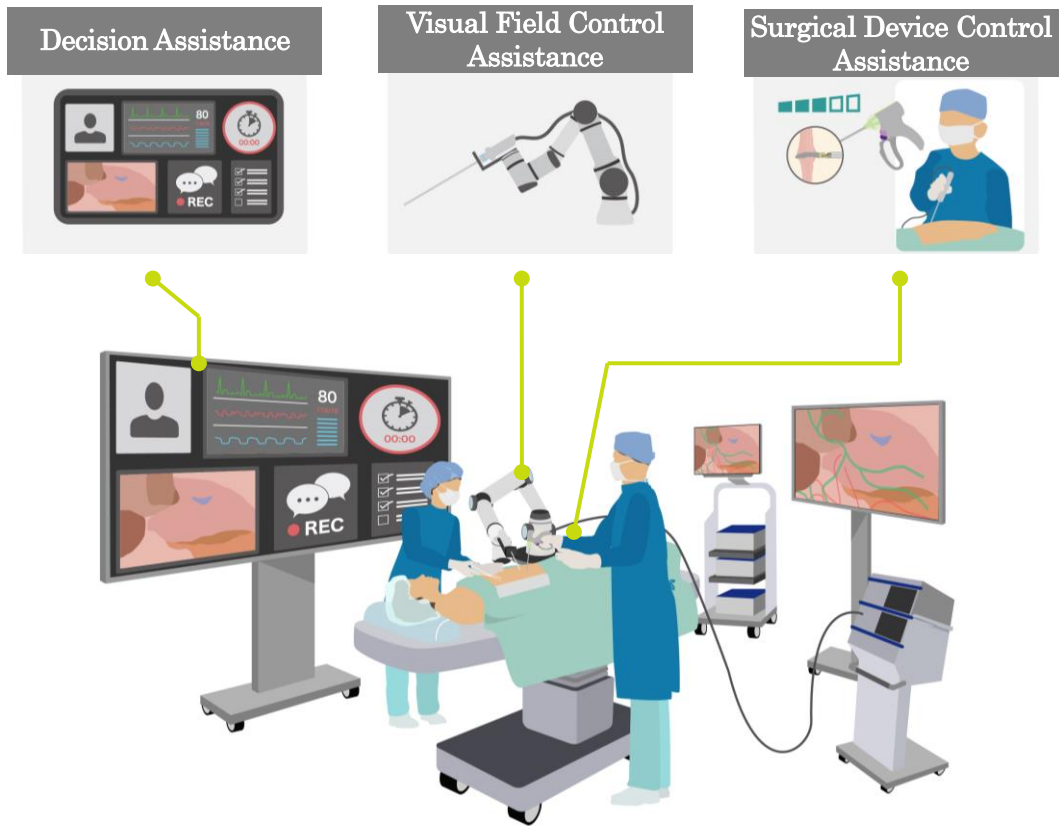 Decision Assistance
Visual Field Control
Assistance
Surgical Device Control
Assistance
80
00:00
REC
80
00:00
REC